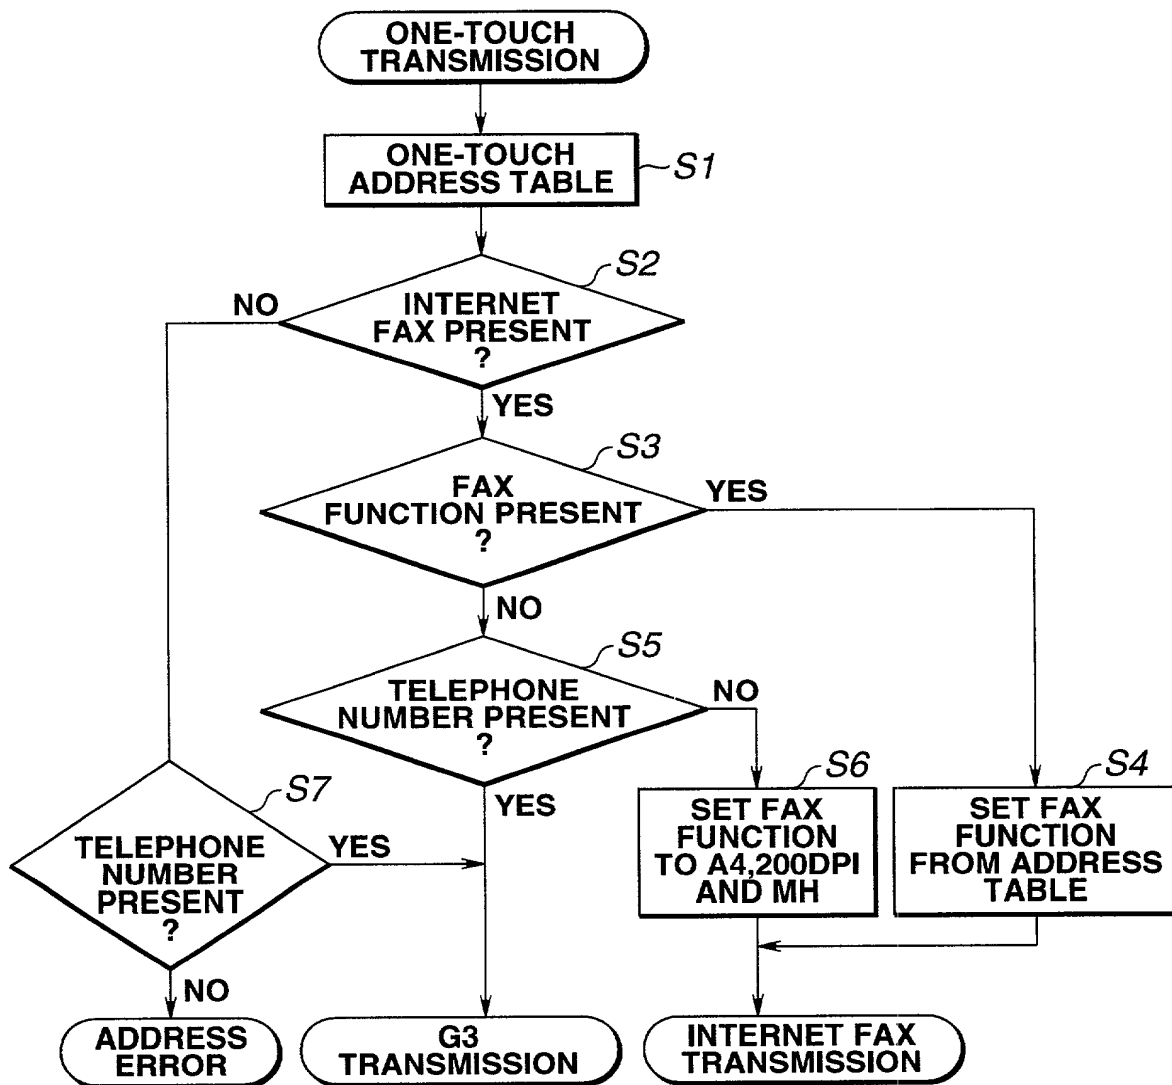 ONE-TOUCH
TRANSMISSION
ONE-TOUCH
ADDRESS TABLE
S1
S2
NO
INTERNET
FAX PRESENT
?
YES
S3
FAX
FUNCTION PRESENT
?
YES
NO
S5
TELEPHONE
NUMBER PRESENT
?
NO
YES
S7
TELEPHONE
NUMBER
PRESENT
?
YES
NO
S6
SET FAX
FUNCTION
TO A4,200DPI
AND MH
S4
SET FAX
FUNCTION
FROM ADDRESS
TABLE
ADDRESS
ERROR
G3
TRANSMISSION
INTERNET FAX
TRANSMISSION